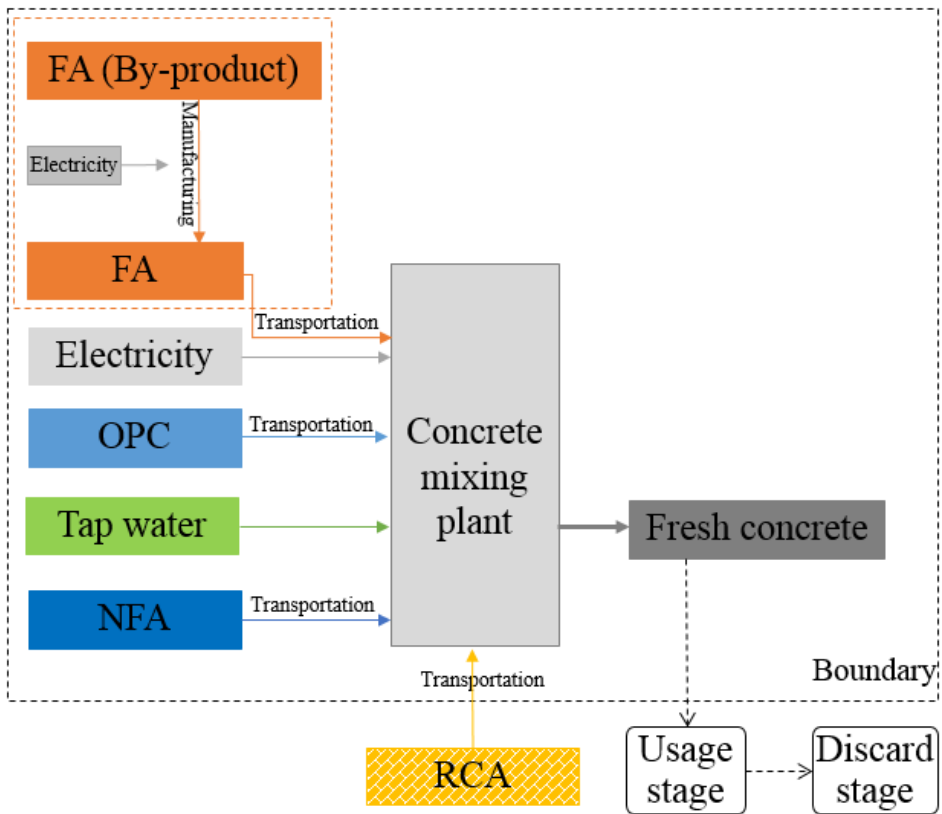 FA (By-product)
Manufacturing
Electricity
FA
Transportation
Electricity
OPC
Transportation
Concrete
mixing
plant
Tap water
Fresh concrete
NFA
Transportation
Boundary
Transportation
RCA
Usage
stage
Discard
stage